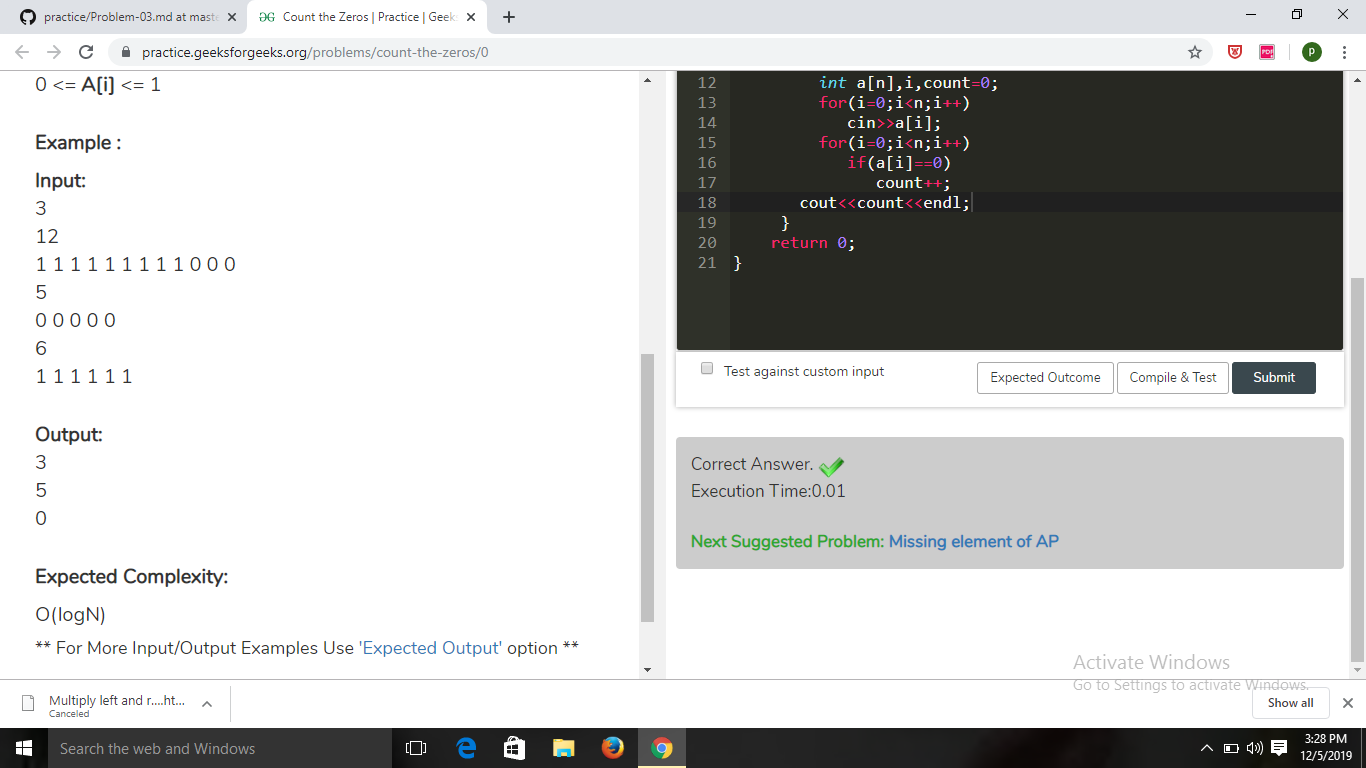 practice/Problem-03.md at maste
Count the Zeros | Practice | Geeks
practice.geeksforgeeks.org/problems/count-the-zeros/0
PDF
p
0 <= A[i] <= 1
Example :
Input:
3
12
1 1 1 1 1 1 1 1 1 0 0 0
5
0 0 0 0 0
6
1 1 1 1 1 1
Output:
3
5
0
Expected Complexity:
O(logN)
** For More Input/Output Examples Use 'Expected Output' option **
12 int a[n],i,count=0;
13 for(i=0;i<n;i++)
14 cin>>a[i];
15 for(i=0;i<n;i++)
16 if(a[i]==0)
17 count++;
18 cout<<count<<endl;
19 }
20 return 0;
21 }
Test against custom input
Expected Outcome
Compile & Test
Submit
Correct Answer.
Execution Time:0.01
Next Suggested Problem: Missing element of AP
Activate Windows
Go to Settings to activate Windows.
Multiply left and r....ht...
Canceled
Show all
Search the web and Windows
3:28 PM
12/5/2019